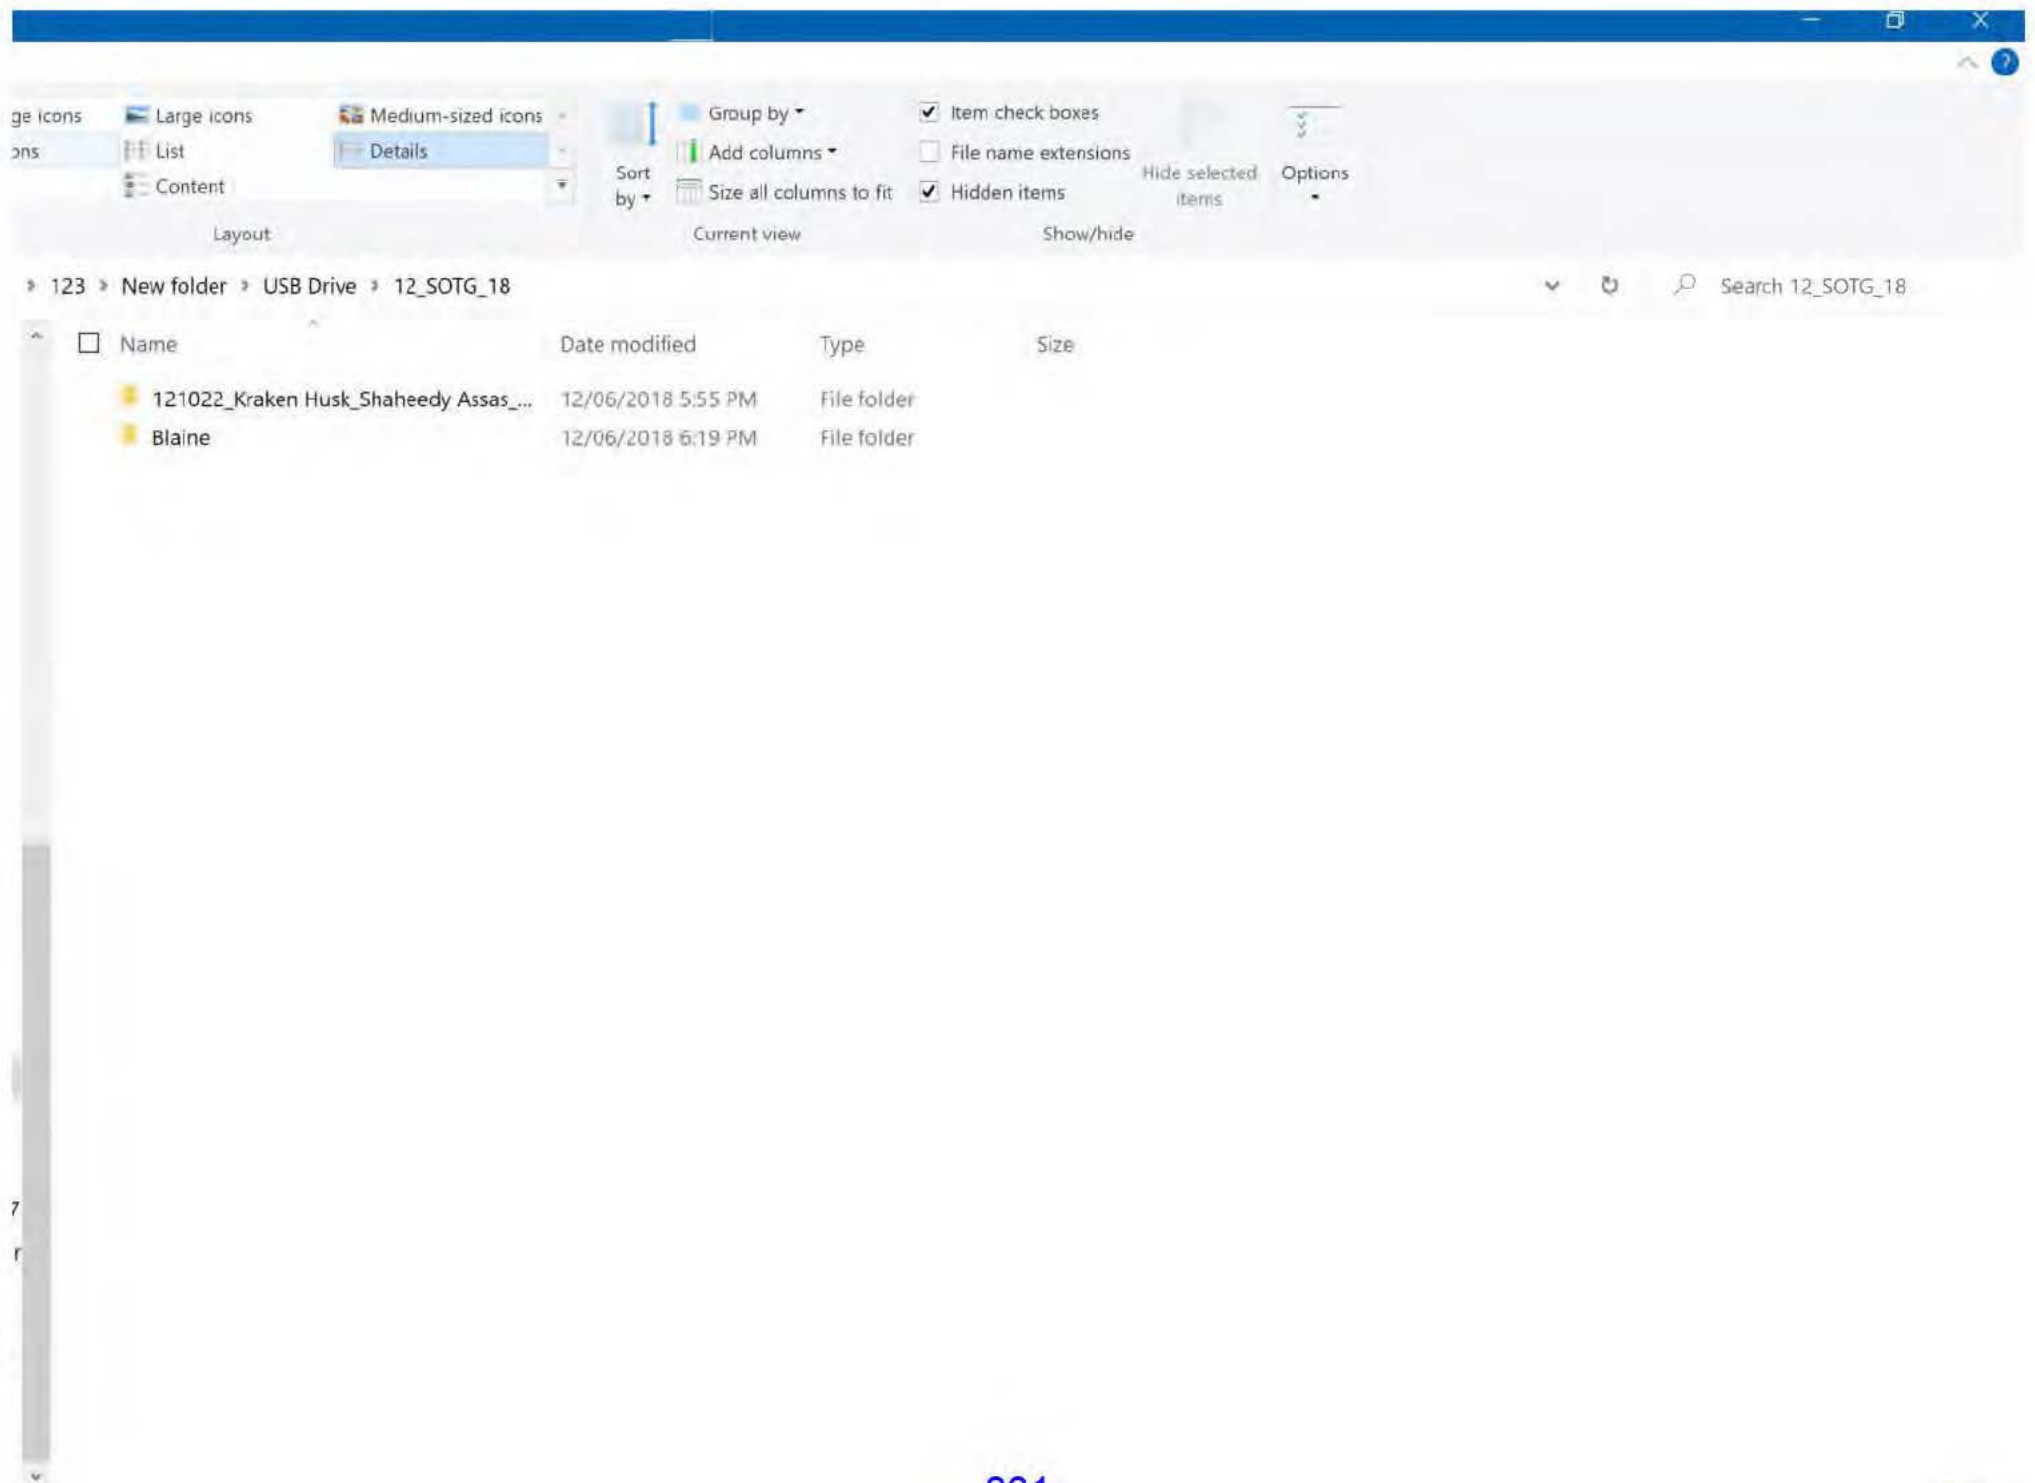 ge icons Large icons Medium-sized icons
ons List Details
Content
Layout
Sort by
Group by
Add columns
Size all columns to fit
Current view
Item check boxes
File name extensions
Hidden items
Hide selected items
Show/hide
Options
123 New folder USB Drive 12_SOTG_18
Search 12_SOTG_18
Name Date modified Type Size
121022_Kraken Husk_Shaheedy Assas_... 12/06/2018 5:55 PM File folder
Blaine 12/06/2018 6:19 PM File folder
7
r